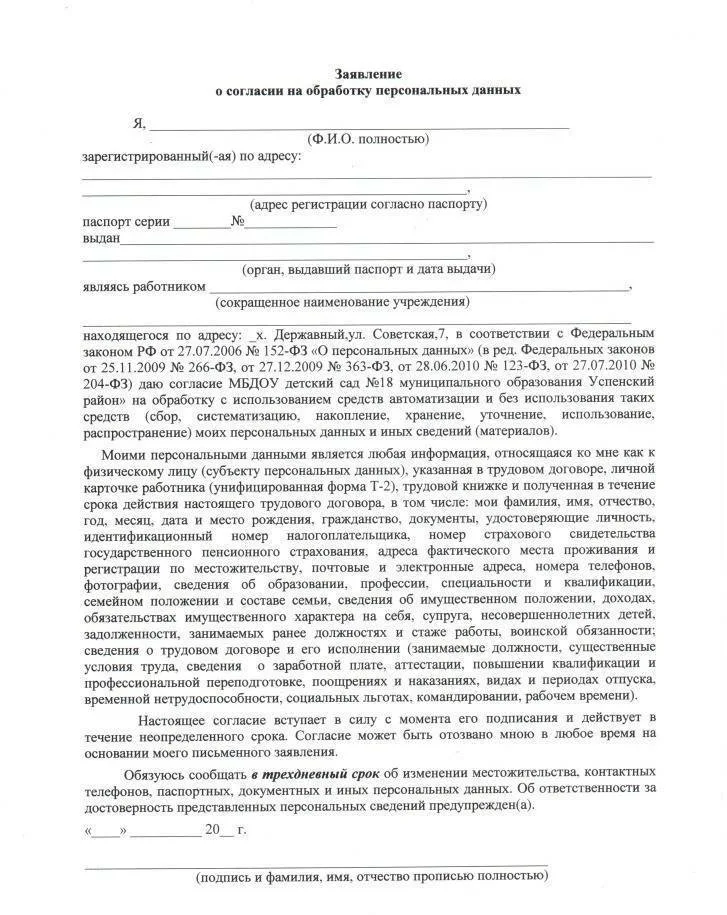 Заявление
о согласии на обработку персональных данных
Я, ____________________
(Ф.И.О. полностью)
зарегистрированный(-ая) по адресу:
____________________
____________________,
(адрес регистрации согласно паспорту)
паспорт серии ________№____________
выдан____________________
____________________,
(орган, выдавший паспорт и дата выдачи)
являясь работником ____________________,
(сокращенное наименование учреждения)
____________________
находящегося по адресу: _х. Державный,ул. Советская,7, в соответствии с Федеральным
законом РФ от 27.07.2006 № 152-ФЗ «О персональных данных» (в ред. Федеральных законов
от 25.11.2009 № 266-ФЗ, от 27.12.2009 № 363-ФЗ, от 28.06.2010 № 123-ФЗ, от 27.07.2010 №
204-ФЗ) даю согласие МБДОУ детский сад №18 муниципального образования Успенский
район» на обработку с использованием средств автоматизации и без использования таких
средств (сбор, систематизацию, накопление, хранение, уточнение, использование,
распространение) моих персональных данных и иных сведений (материалов).
Моими персональными данными является любая информация, относящаяся ко мне как к
физическому лицу (субъекту персональных данных), указанная в трудовом договоре, личной
карточке работника (унифицированная форма Т-2), трудовой книжке и полученная в течение
срока действия настоящего трудового договора, в том числе: мои фамилия, имя, отчество,
год, месяц, дата и место рождения, гражданство, документы, удостоверяющие личность,
идентификационный номер налогоплательщика, номер страхового свидетельства
государственного пенсионного страхования, адреса фактического места проживания и
регистрации по местожительству, почтовые и электронные адреса, номера телефонов,
фотографии, сведения об образовании, профессии, специальности и квалификации,
семейном положении и составе семьи, сведения об имущественном положении, доходах,
обязательствах имущественного характера на себя, супруга, несовершеннолетних детей,
задолженности, занимаемых ранее должностях и стаже работы, воинской обязанности;
сведения о трудовом договоре и его исполнении (занимаемые должности, существенные
условия труда, сведения о заработной плате, аттестации, повышении квалификации и
профессиональной переподготовке, поощрениях и наказаниях, видах и периодах отпуска,
временной нетрудоспособности, социальных льготах, командировании, рабочем времени).
Настоящее согласие вступает в силу с момента его подписания и действует в
течение неопределенного срока. Согласие может быть отозвано мною в любое время на
основании моего письменного заявления.
Обязуюсь сообщать в трехдневный срок об изменении местожительства, контактных
телефонов, паспортных, документных и иных персональных данных. Об ответственности за
достоверность представленных персональных сведений предупрежден(а).
«____» __________ 20__ г.
____________________
(подпись и фамилия, имя, отчество прописью полностью)